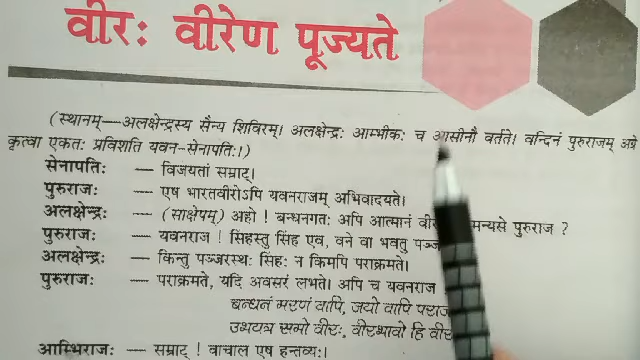 वीरः वीरेण पूज्यते
(स्थानम्—अलक्षेन्द्रस्य सैन्य शिविरम्। अलक्षेन्द्रः आम्भीकः च आसीनौ वर्तते। वन्दिनं पुरुराजम् अग्रे
कृत्वा एकतः प्रविशति यवन-सेनापतिः।)
सेनापतिः — विजयतां सम्राट्।
पुरुराजः — एष भारतवीरोऽपि यवनराजम् अभिवादयते।
अलक्षेन्द्रः — (साक्षेपम्) अहो ! बन्धनगतः अपि आत्मानं मन्यसे पुरुराज ?
पुरुराजः — यवनराज ! सिंहस्तु सिंह एव, वने वा भवतु
अलक्षेन्द्रः — किन्तु पञ्जरस्थः सिंहः न किमपि पराक्रमते।
पुरुराजः — पराक्रमते, यदि अवसरं लभते। अपि च यवनराज
बन्धनं मरणं वापि, जयो वापि
उभयत्र समो वीरः, वीरभावो हि
आम्भिराजः — सम्राट् ! वाचाल एष हन्तव्यः।